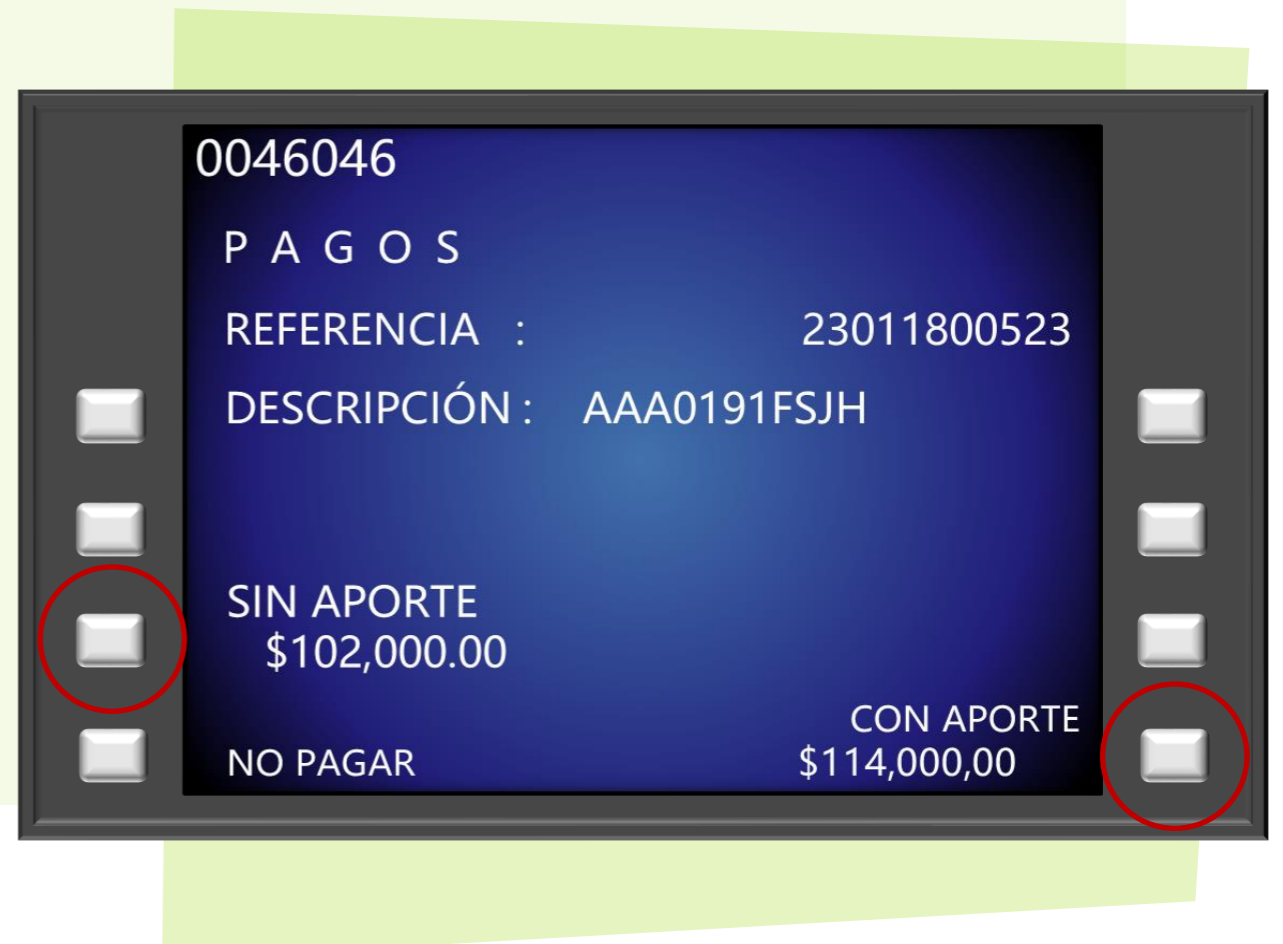 0046046
P A G O S
REFERENCIA : 23011800523
DESCRIPCIÓN : AAA0191FSJH
SIN APORTE
$102,000.00
CON APORTE
NO PAGAR $114,000,00